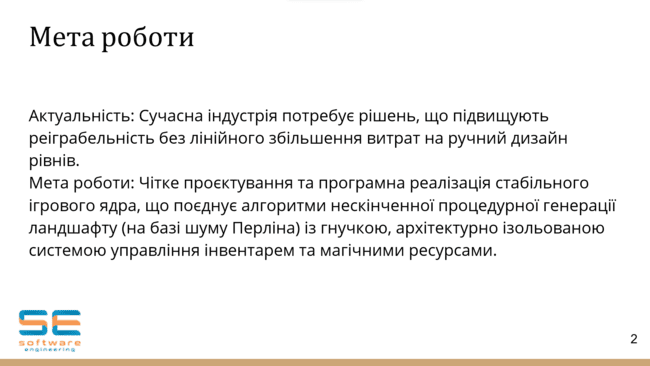 Мета роботи
Актуальність: Сучасна індустрія потребує рішень, що підвищують
реіграбельність без лінійного збільшення витрат на ручний дизайн
рівнів.
Мета роботи: Чітке проєктування та програмна реалізація стабільного
ігрового ядра, що поєднує алгоритми нескінченної процедурної генерації
ландшафту (на базі шуму Перліна) із гнучкою, архітектурно ізольованою
системою управління інвентарем та магічними ресурсами.
SE
software
engineering
2